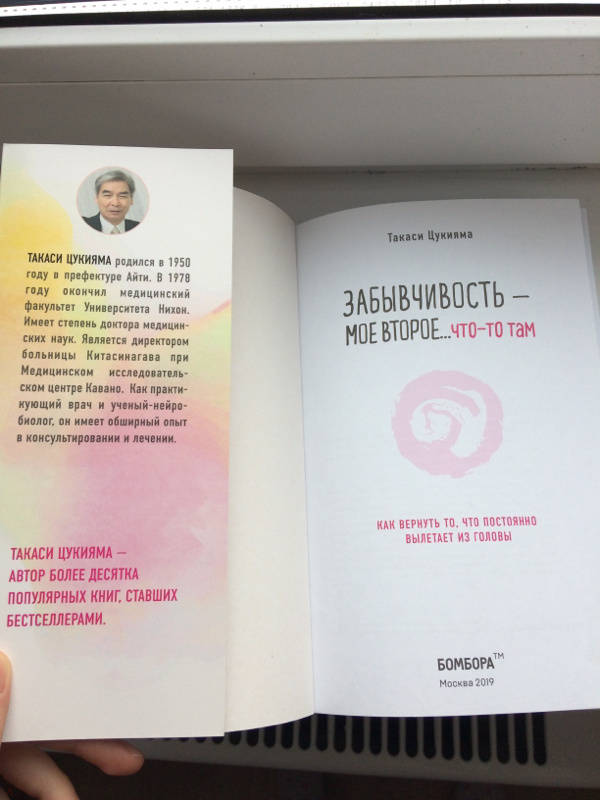 ТАКАСИ ЦУКИЯМА родился в 1950
году в префектуре Айти. В 1978
году окончил медицинский
факультет Университета Нихон.
Имеет степень доктора медицин-
ских наук. Является директором
больницы Китасинагава при
Медицинском исследователь-
ском центре Кавано. Как практи-
кующий врач и ученый-нейро-
биолог, он имеет обширный опыт
в консультировании и лечении.
ТАКАСИ ЦУКИЯМА —
АВТОР БОЛЕЕ ДЕСЯТКА
ПОПУЛЯРНЫХ КНИГ, СТАВШИХ
БЕСТСЕЛЛЕРАМИ.
Такаси Цукияма
ЗАБЫВЧИВОСТЬ —
МОЕ ВТОРОЕ...ЧТО-ТО ТАМ
КАК ВЕРНУТЬ ТО, ЧТО ПОСТОЯННО
ВЫЛЕТАЕТ ИЗ ГОЛОВЫ
БОМБОРА™
Москва 2019